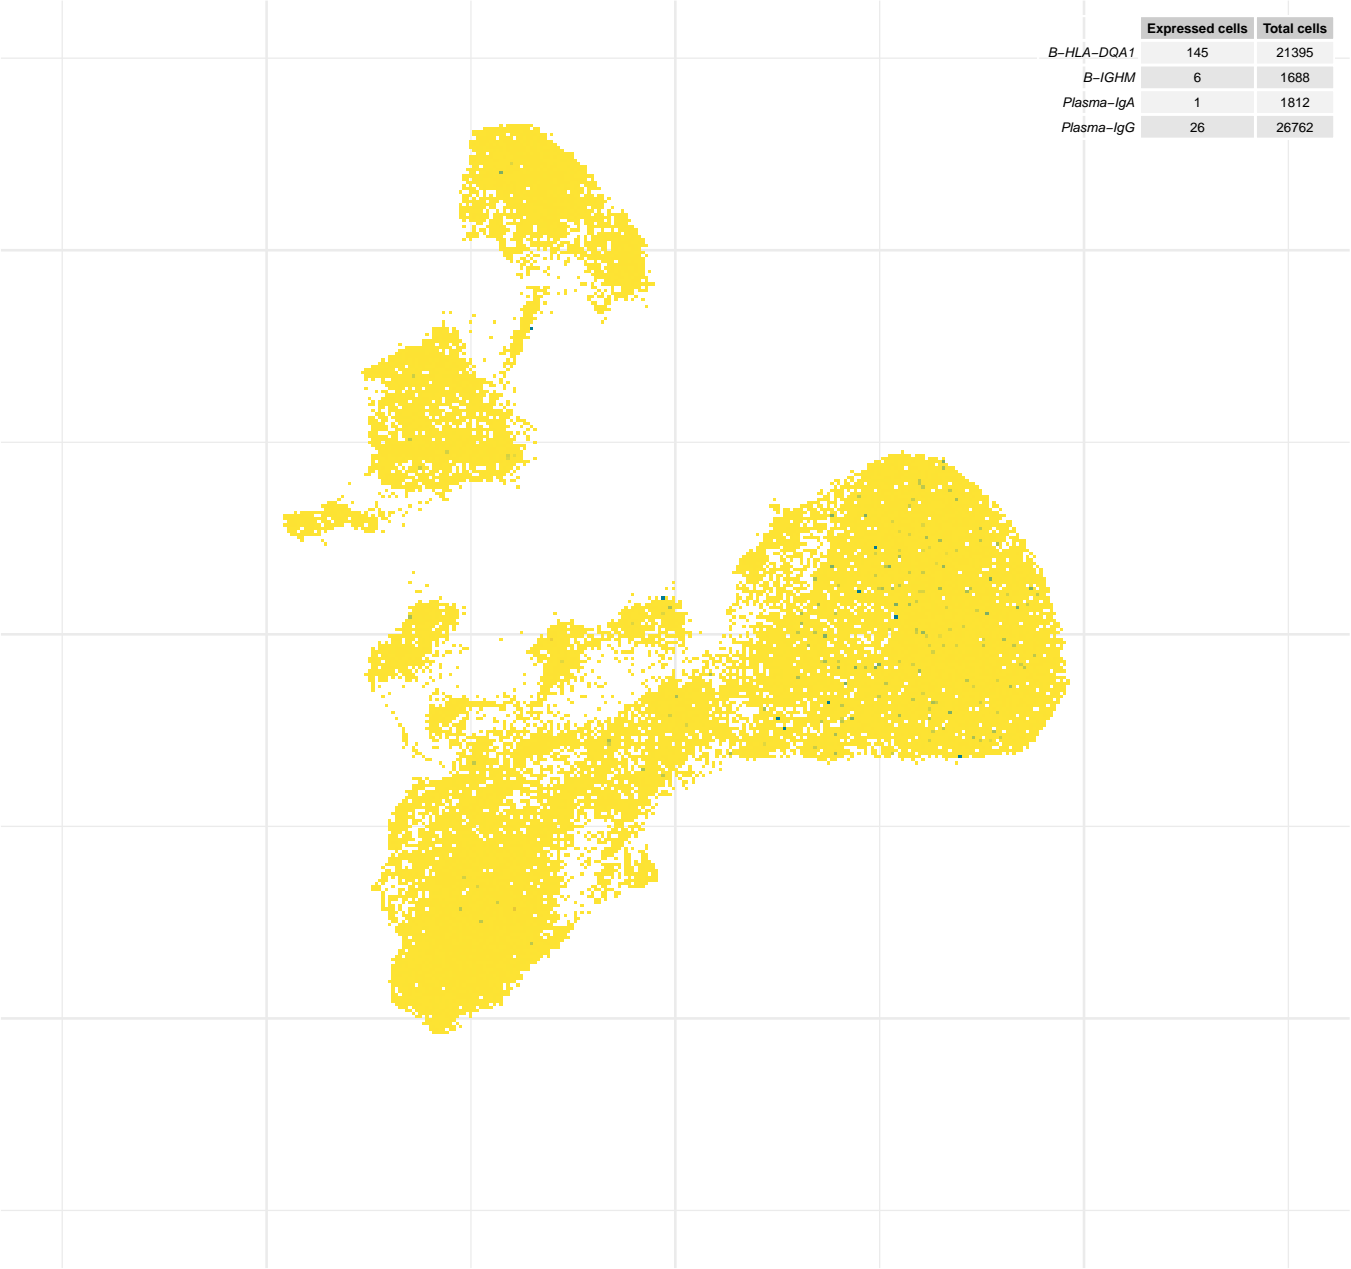 Expressed cells Total cells
B−HLA−DQA1 145 21395
B−IGHM 6 1688
Plasma−IgA 1 1812
Plasma−IgG 26 26762